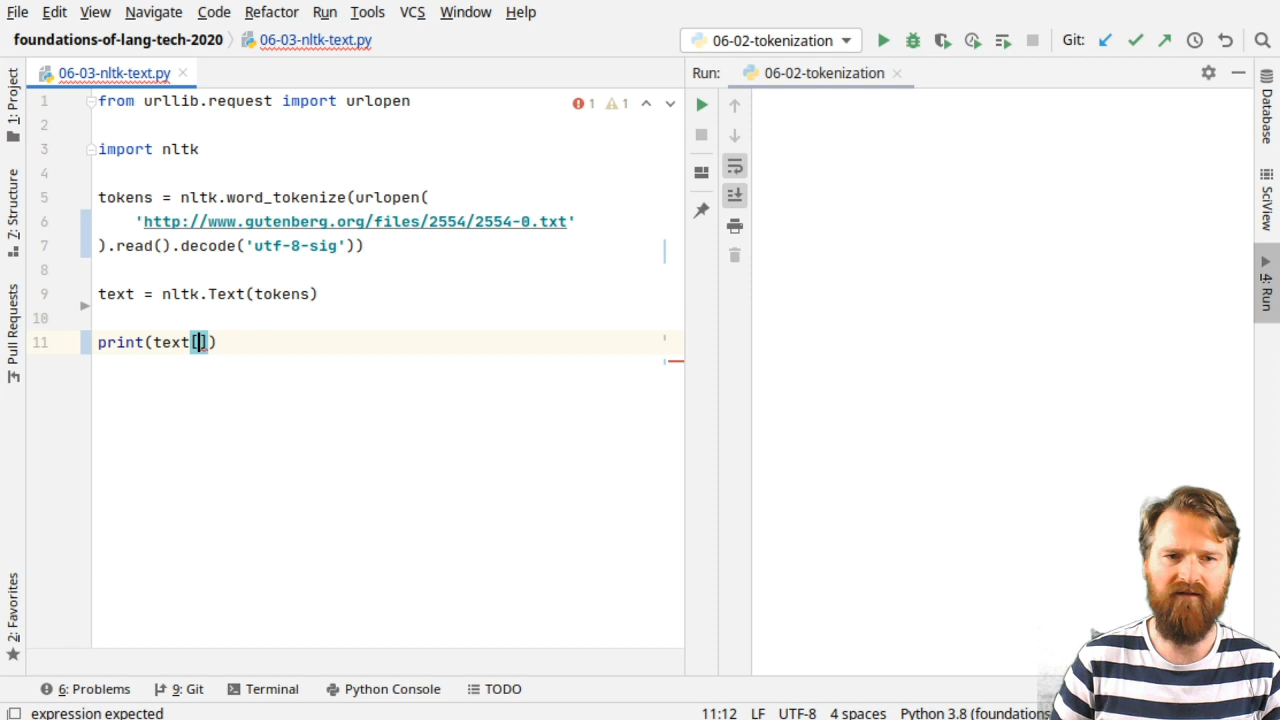 File Edit View Navigate Code Refactor Run Tools VCS Window Help
foundations-of-lang-tech-2020 06-03-nltk-text.py 06-02-tokenization Git:
06-03-nltk-text.py Run: 06-02-tokenization
1: Project
7: Structure
Pull Requests
2: Favorites
1 from urllib.request import urlopen 1 1
2
3 import nltk
4
5 tokens = nltk.word_tokenize(urlopen(
6 'http://www.gutenberg.org/files/2554/2554-0.txt'
7 ).read().decode('utf-8-sig'))
8
9 text = nltk.Text(tokens)
10
11 print(text[])
Database
SciView
4: Run
6: Problems 9: Git Terminal Python Console TODO
expression expected 11:12 LF UTF-8 4 spaces Python 3.8 (foundations